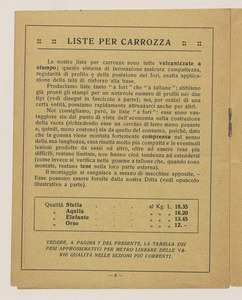 LISTE PER CARROZZA
Le nostre liste per carrozze sono tutte vulcanizzate a
stampo; questo sistema di lavorazione assicura compattezza,
regolarità di profilo e della posizione dei fori, esatta applica-
zione della tela di rinforzo alla base.
Produciamo liste tanto " a fori " che " a tallone "; abbiamo
già pronti gli stampi per un notevole numero di profili nei due
tipi (vedi disegni in fascicolo a parte); ma, per ordini di una
certa entità, possiamo rapidamente attrezzarci anche per altri.
Noi consigliamo, però, le liste " a fori ": esse sono van-
taggiose sia dal punto di vista dell'economia nella costruzione
della ruota (richiedendo esse un cerchio di ferro meno pesante
e, quindi, meno costoso) sia da quello del consumo, poichè, dato
che la gomma viene montata fortemente compressa nel senso
della sua lunghezza, essa risulta molto più compatta e le eventuali
lesioni prodotte da sassi od altro, oltre ad essere rese più
difficili, restano limitate, non hanno cioè tendenza ad estendersi
(come invece si verifica nelle gomme a tallone che, quando sono
montate, restano tese nella loro parte esterna).
Il montaggio si eseguisce a mezzo di macchine apposite. -
Esse possono essere fornite dalla nostra Ditta (vedi opuscolo
illustrativo a parte).
Qualità Stella al Kg. L. 18.35
» Aquila » » 16.20
» Elefante » » 13.45
» Orso » » 12. -
VEDERE, A PAGINA 7 DEL PRESENTE, LA TABELLA DEI
PESI APPROSSIMATIVI PER METRO LINEARE DELLE VA-
RIE QUALITÀ NELLE SEZIONI PIÙ CORRENTI.